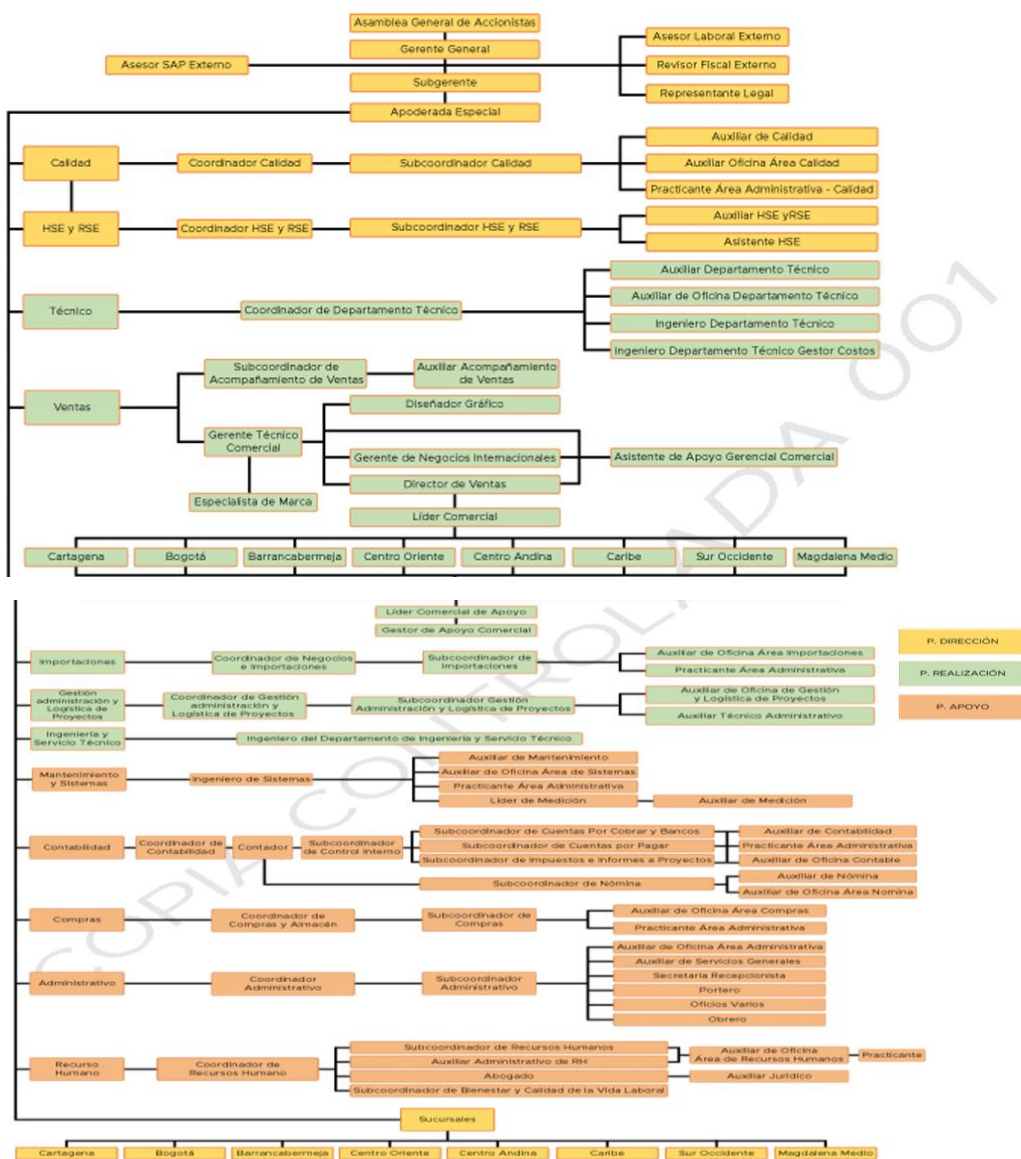 Asamblea General de Accionistas
Gerente General
Asesor SAP Externo
Asesor Laboral Externo
Revisor Fiscal Externo
Representante Legal
Subgerente
Apoderada Especial
Calidad
Coordinador Calidad
Subcoordinador Calidad
Auxiliar de Calidad
Auxiliar Oficina Área Calidad
Practicante Área Administrativa - Calidad
HSE y RSE
Coordinador HSE y RSE
Subcoordinador HSE y RSE
Auxiliar HSE yRSE
Asistente HSE
Técnico
Coordinador de Departamento Técnico
Auxiliar Departamento Técnico
Auxiliar de Oficina Departamento Técnico
Ingeniero Departamento Técnico
Ingeniero Departamento Técnico Gestor Costos
Ventas
Subcoordinador de
Acompañamiento de Ventas
Auxiliar Acompañamiento
de Ventas
Gerente Técnico
Comercial
Diseñador Gráfico
Gerente de Negocios Internacionales
Director de Ventas
Asistente de Apoyo Gerencial Comercial
Especialista de Marca
Líder Comercial
Cartagena
Bogotá
Barrancabermeja
Centro Oriente
Centro Andina
Caribe
Sur Occidente
Magdalena Medio
Líder Comercial de Apoyo
Gestor de Apoyo Comercial
P. DIRECCIÓN
P. REALIZACIÓN
P. APOYO
Importaciones
Coordinador de Negocios
e Importaciones
Subcoordinador de
Importaciones
Auxiliar de Oficina Área Importaciones
Practicante Área Administrativa
Gestión
administración y
Logística de
Proyectos
Coordinador de Gestión
administración y
Logística de Proyectos
Subcoordinador Gestión
Administración y Logística de Proyectos
Auxiliar de Oficina de Gestión
y Logística de Proyectos
Auxiliar Técnico Administrativo
Ingeniería y
Servicio Técnico
Ingeniero del Departamento de Ingeniería y Servicio Técnico
Mantenimiento
y Sistemas
Ingeniero de Sistemas
Auxiliar de Mantenimiento
Auxiliar de Oficina Área de Sistemas
Practicante Área Administrativa
Líder de Medición
Auxiliar de Medición
Contabilidad
Coordinador de
Contabilidad
Contador
Subcoordinador
de Control Interno
Subcoordinador de Cuentas Por Cobrar y Bancos
Subcoordinador de Cuentas por Pagar
Subcoordinador de Impuestos e Informes a Proyectos
Auxiliar de Contabilidad
Practicante Área Administrativa
Auxiliar de Oficina Contable
Subcoordinador de Nómina
Auxiliar de Nómina
Auxiliar de Oficina Área Nomina
Compras
Coordinador de
Compras y Almacén
Subcoordinador de
Compras
Auxiliar de Oficina Área Compras
Practicante Área Administrativa
Administrativo
Coordinador
Administrativo
Subcoordinador
Administrativo
Auxiliar de Oficina Área Administrativa
Auxiliar de Servicios Generales
Secretaria Recepcionista
Portero
Oficios Varios
Obrero
Recurso
Humano
Coordinador de
Recursos Humano
Subcoordinador de Recursos Humanos
Auxiliar Administrativo de RH
Abogado
Subcoordinador de Bienestar y Calidad de la Vida Laboral
Auxiliar de Oficina
Área de Recursos Humanos
Practicante
Auxiliar Jurídico
Sucursales
Cartagena
Bogotá
Barrancabermeja
Centro Oriente
Centro Andina
Caribe
Sur Occidente
Magdalena Medio
COPIA CONTROLADA 001